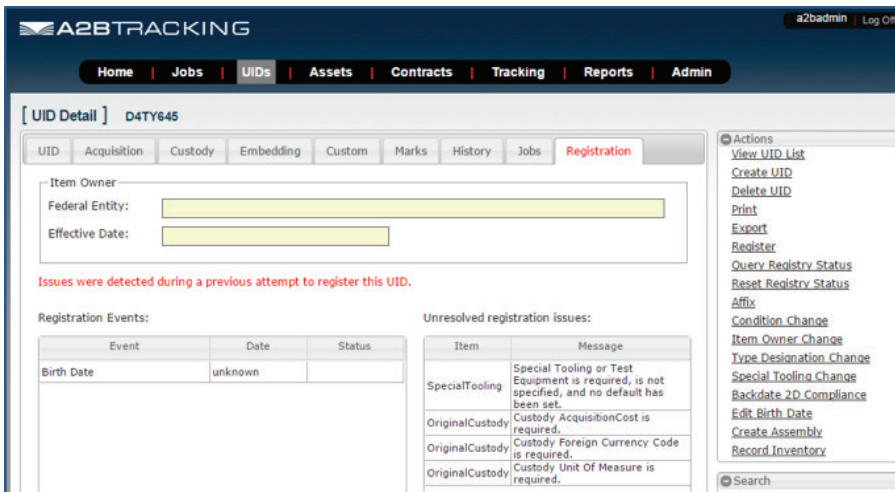 A2BTRACKING
a2badmin | Log Off
Home | Jobs | UIDs | Assets | Contracts | Tracking | Reports | Admin
[ UID Detail ] D4TY645
UID Acquisition Custody Embedding Custom Marks History Jobs Registration
Item Owner
Federal Entity:
Effective Date:
Issues were detected during a previous attempt to register this UID.
Registration Events:
Event Date Status
Birth Date unknown
Unresolved registration issues:
Item Message
SpecialTooling Special Tooling or Test
Equipment is required, is not
specified, and no default has
been set.
OriginalCustody Custody AcquisitionCost is
required.
OriginalCustody Custody Foreign Currency Code
is required.
OriginalCustody Custody Unit Of Measure is
required.
Actions
View UID List
Create UID
Delete UID
Print
Export
Register
Query Registry Status
Reset Registry Status
Affix
Condition Change
Item Owner Change
Type Designation Change
Special Tooling Change
Backdate 2D Compliance
Edit Birth Date
Create Assembly
Record Inventory
Search